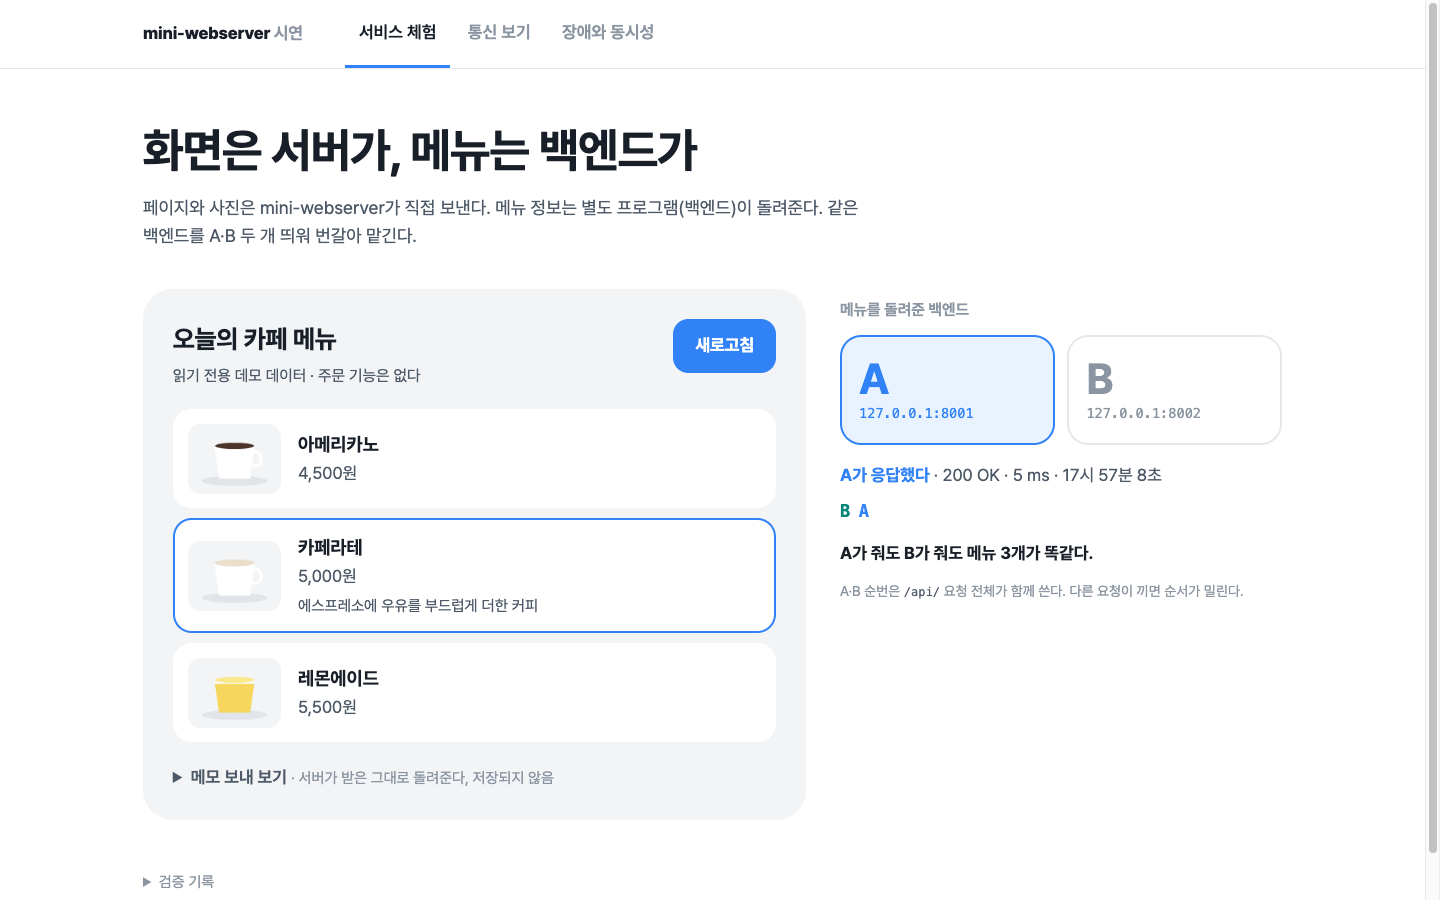 mini-webserver 시연
서비스 체험
통신 보기
장애와 동시성
화면은 서버가, 메뉴는 백엔드가
페이지와 사진은 mini-webserver가 직접 보낸다. 메뉴 정보는 별도 프로그램(백엔드)이 돌려준다. 같은
백엔드를 A·B 두 개 띄워 번갈아 맡긴다.
오늘의 카페 메뉴
읽기 전용 데모 데이터 · 주문 기능은 없다
새로고침
아메리카노
4,500원
카페라테
5,000원
에스프레소에 우유를 부드럽게 더한 커피
레몬에이드
5,500원
▶ 메모 보내 보기 · 서버가 받은 그대로 돌려준다, 저장되지 않음
메뉴를 돌려준 백엔드
A
127.0.0.1:8001
B
127.0.0.1:8002
A가 응답했다 · 200 OK · 5 ms · 17시 57분 8초
B A
A가 줘도 B가 줘도 메뉴 3개가 똑같다.
A·B 순번은 /api/ 요청 전체가 함께 쓴다. 다른 요청이 끼면 순서가 밀린다.
▶ 검증 기록